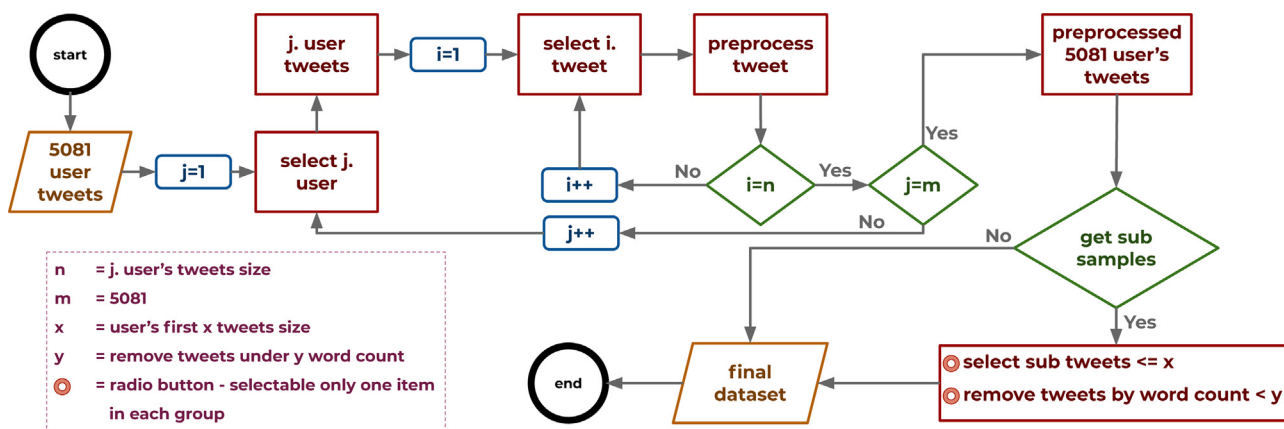 start
5081
user
tweets
j=1
select j.
user
j. user
tweets
i=1
select i.
tweet
preprocess
tweet
i=n
No
i++
Yes
j=m
No
j++
Yes
preprocessed
5081 user's
tweets
get sub
samples
No
Yes
select sub tweets <= x
remove tweets by word count < y
final
dataset
end
n = j. user's tweets size
m = 5081
x = user's first x tweets size
y = remove tweets under y word count
= radio button - selectable only one item
in each group